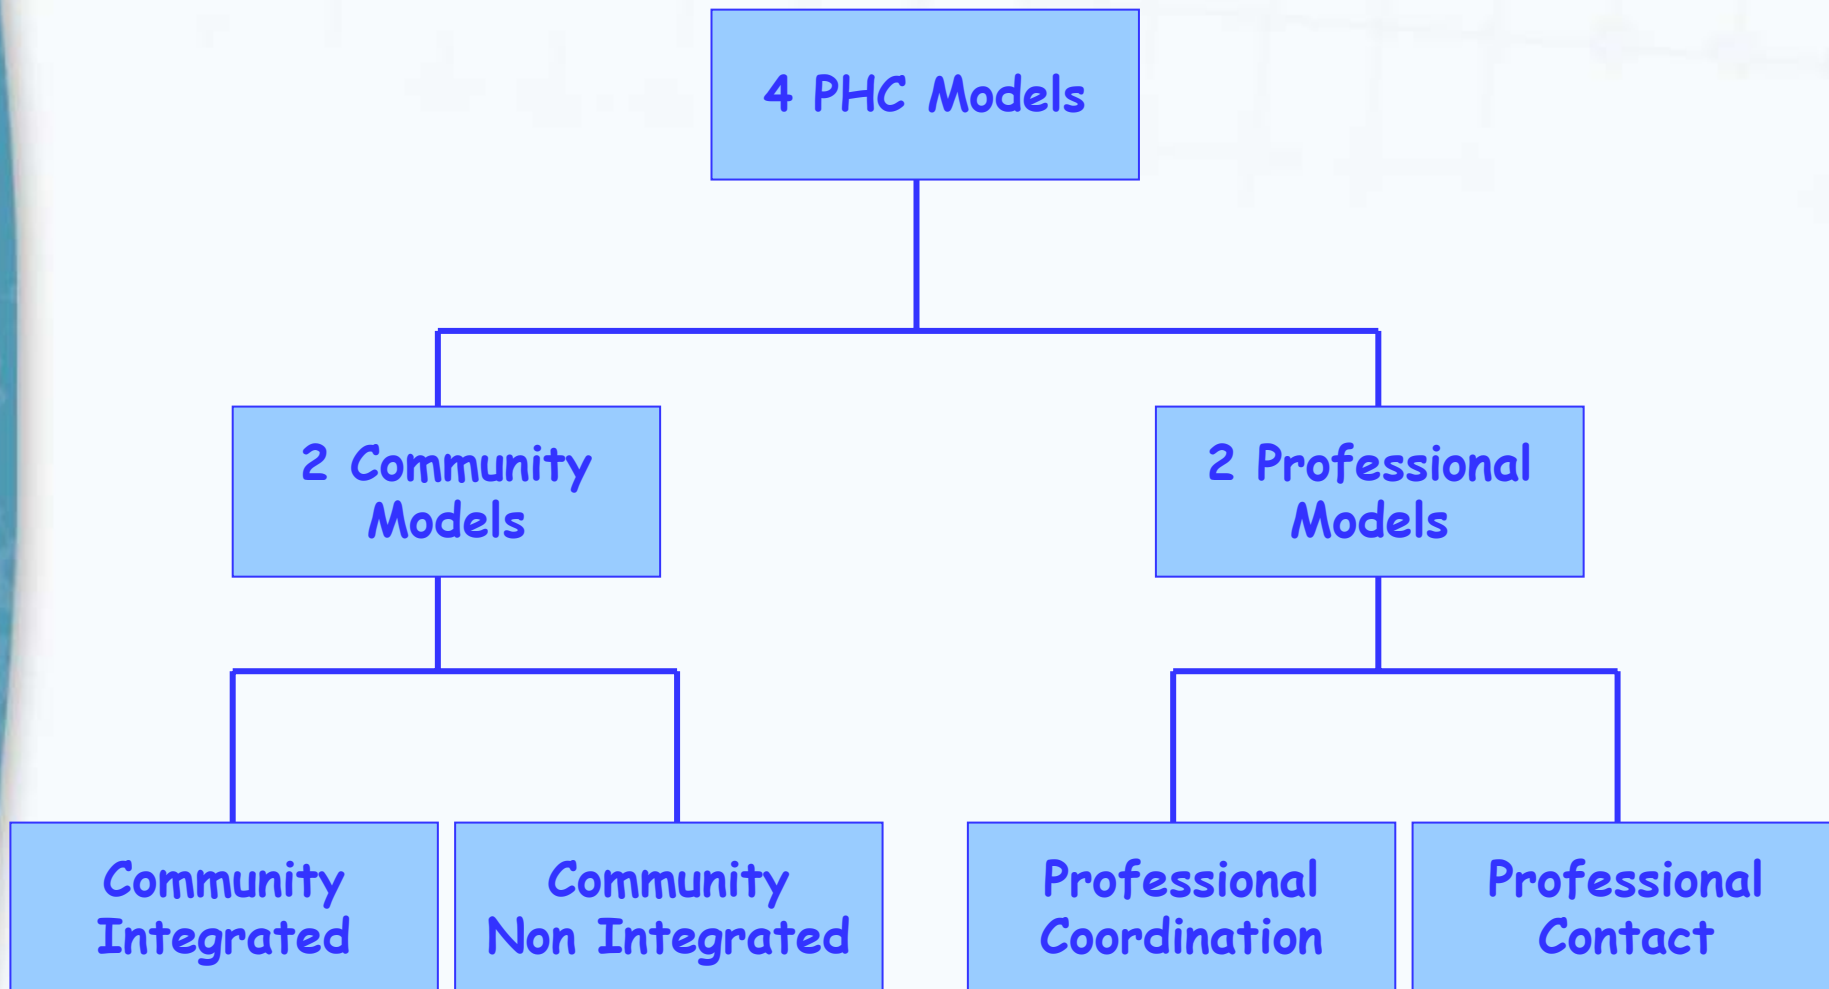 4 PHC Models
2 Community
Models
2 Professional
Models
Community
Integrated
Community
Non Integrated
Professional
Coordination
Professional
Contact